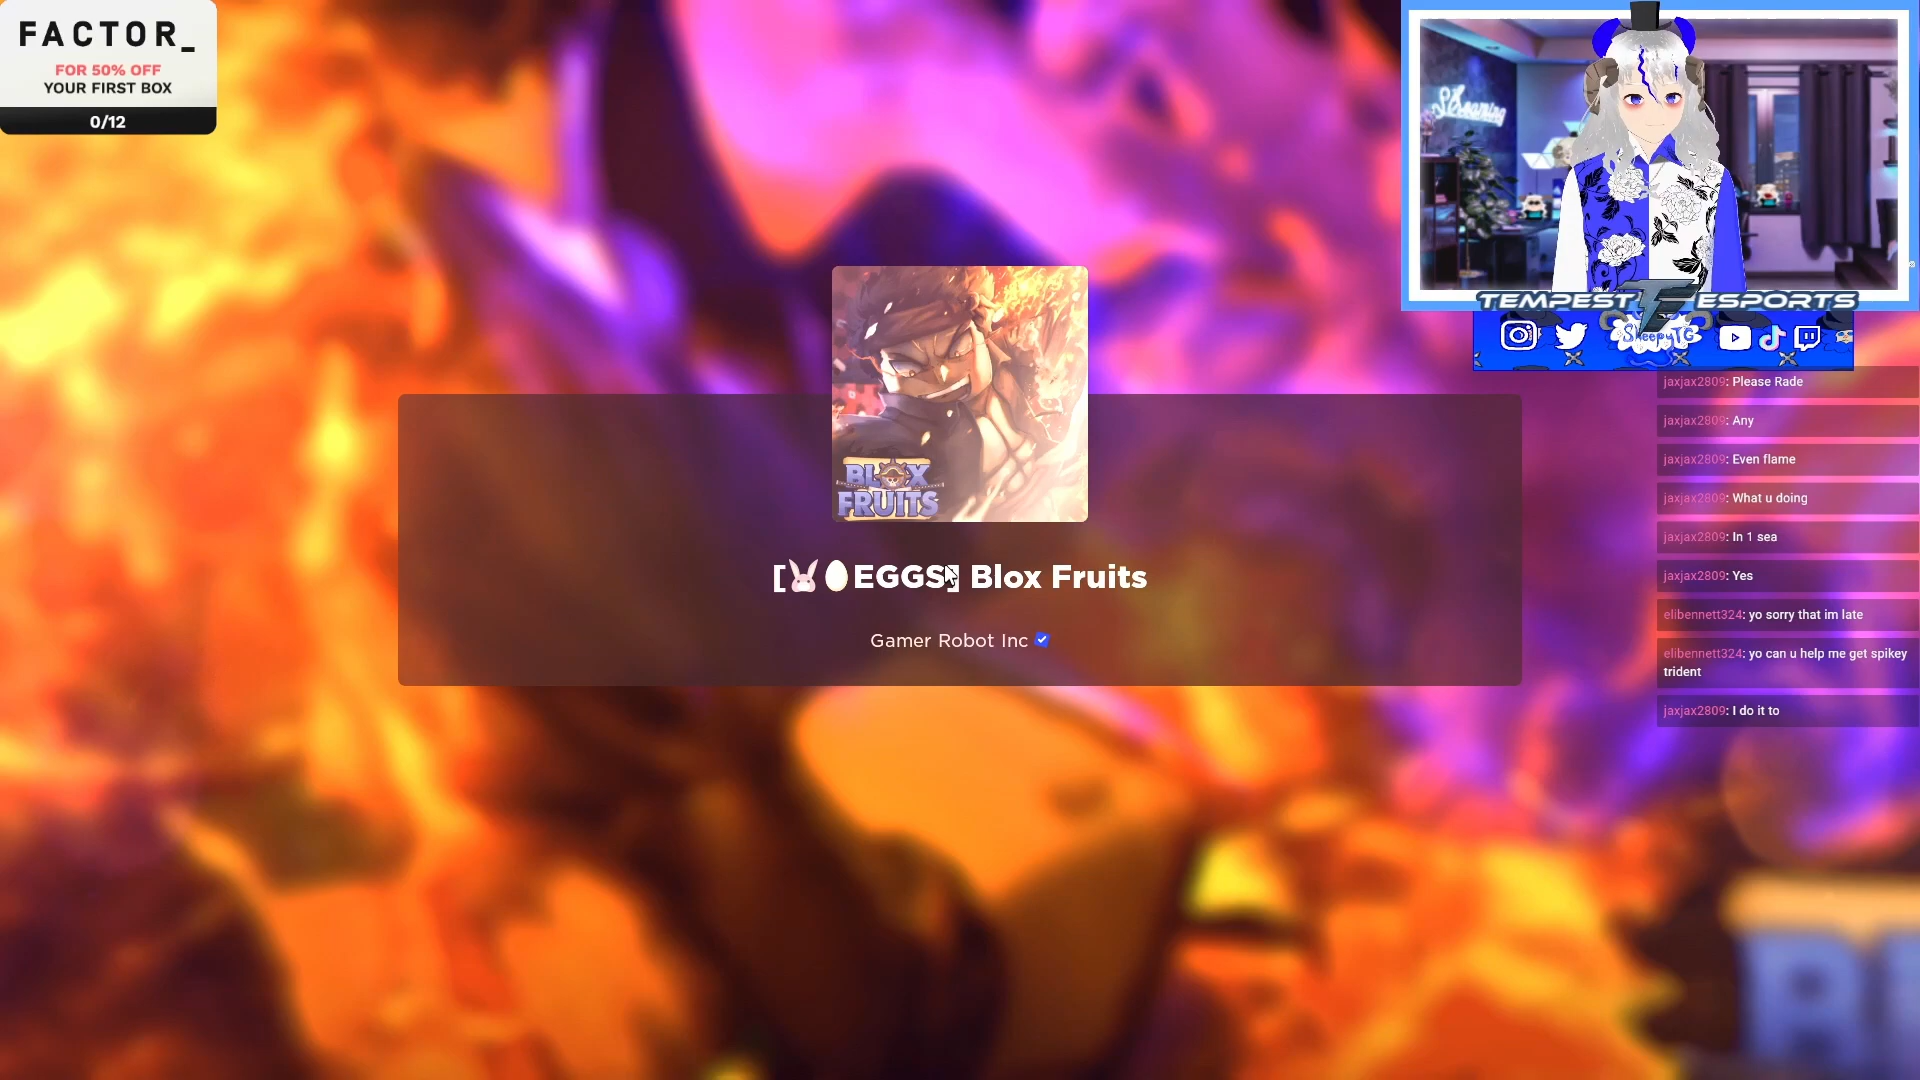 FACTOR_
FOR 50% OFF
YOUR FIRST BOX
0/12
Streaming
TEMPEST ESPORTS
SheepyTG
BLOX
FRUITS
[🐰🥚EGGS] Blox Fruits
Gamer Robot Inc
jaxjax2809: Please Rade
jaxjax2809: Any
jaxjax2809: Even flame
jaxjax2809: What u doing
jaxjax2809: In 1 sea
jaxjax2809: Yes
elibennett324: yo sorry that im late
elibennett324: yo can u help me get spikey
trident
jaxjax2809: I do it to